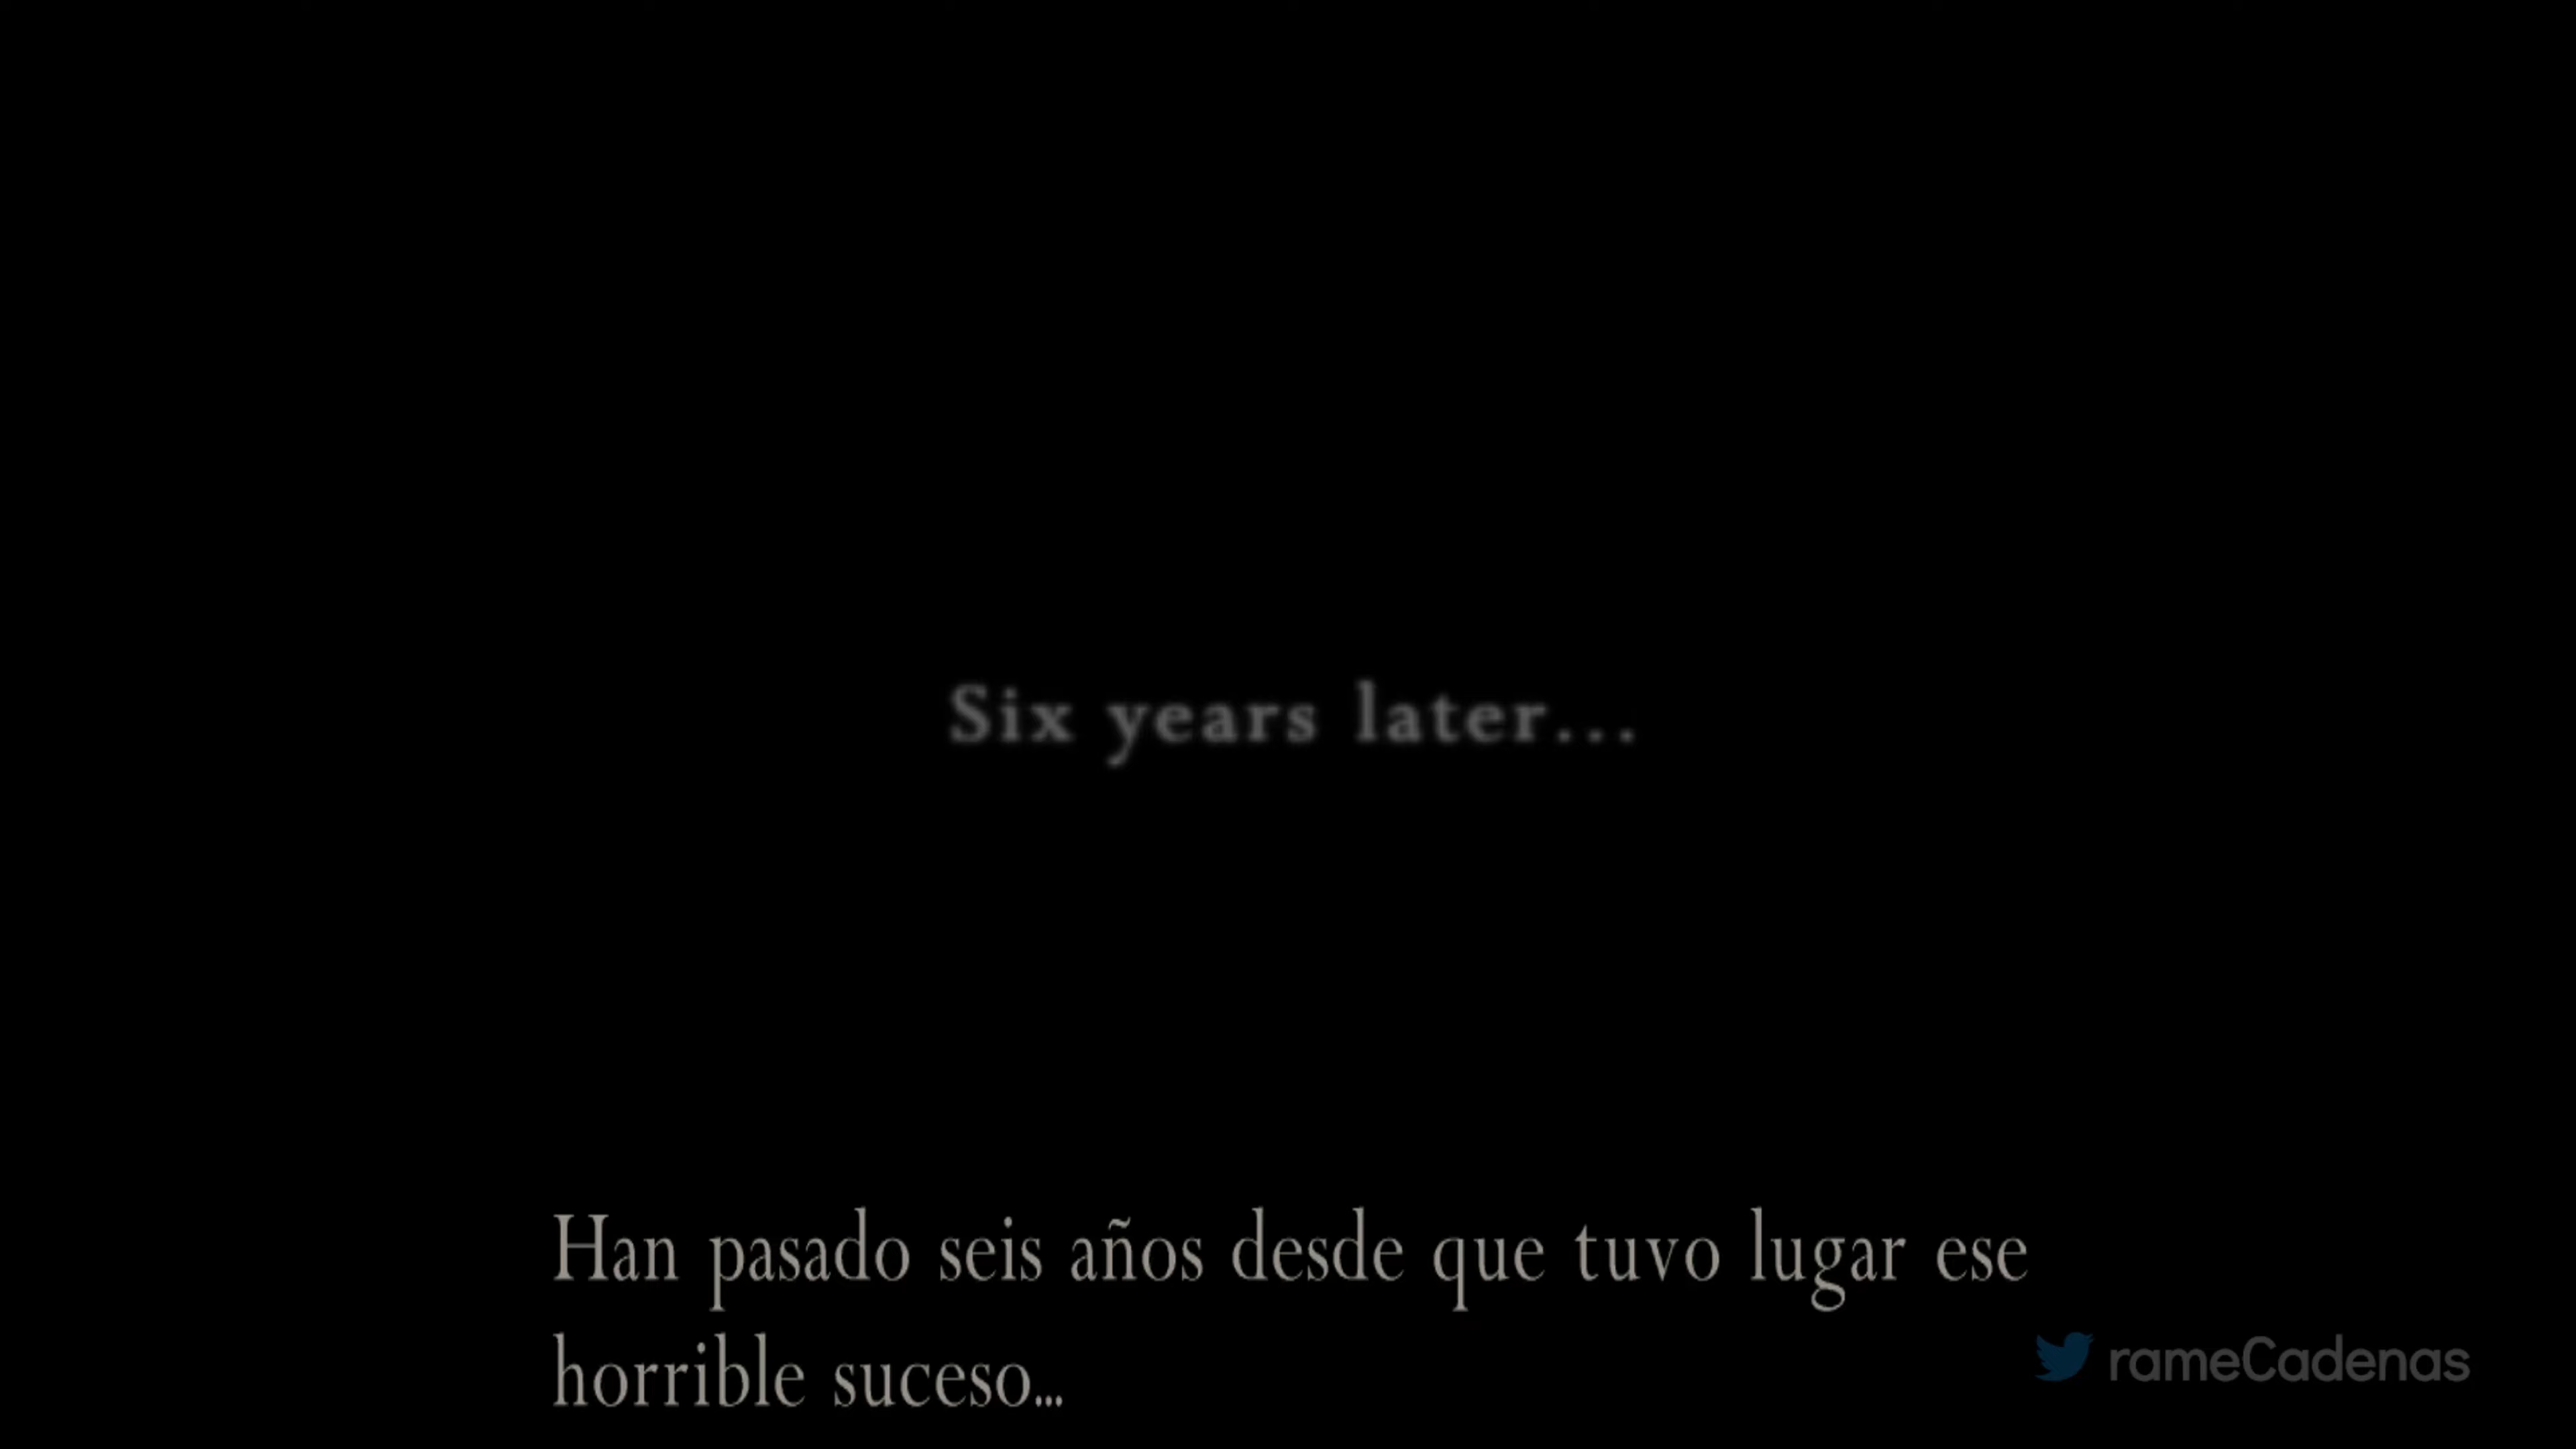 Six years later...
Han pasado seis años desde que tuvo lugar ese
horrible suceso...
rameCadenas